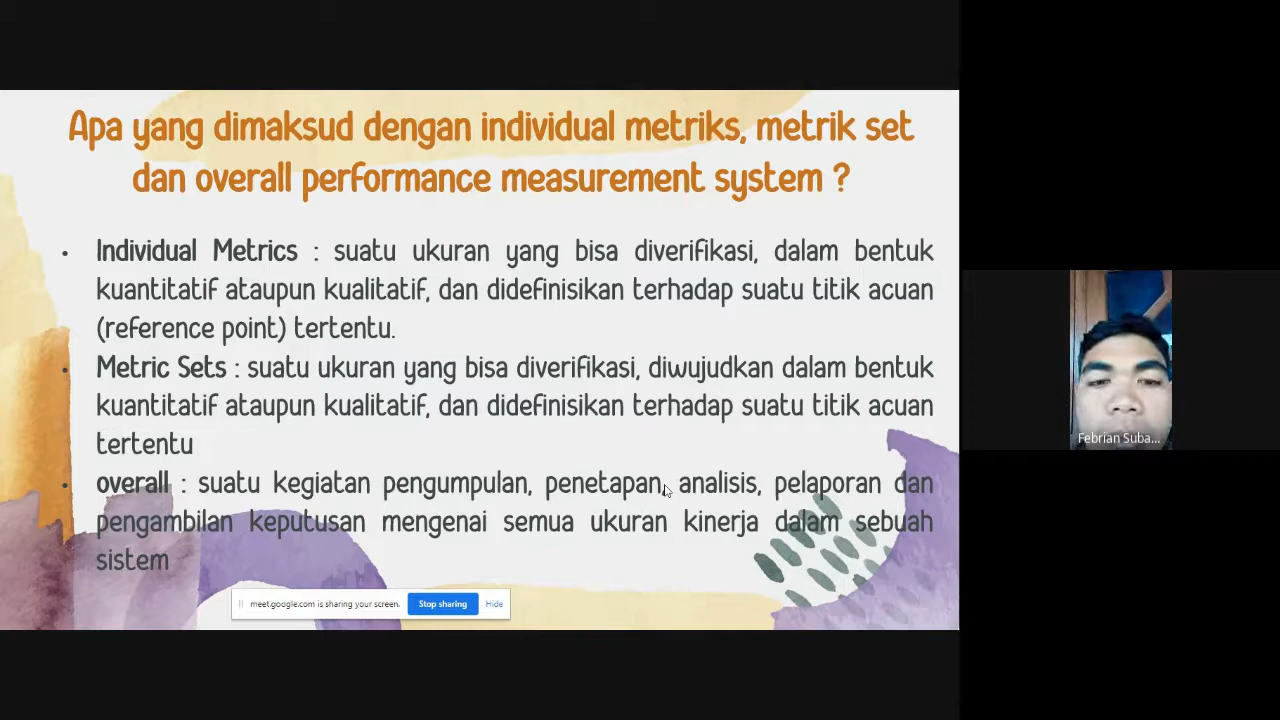 Apa yang dimaksud dengan individual metriks, metrik set
dan overall performance measurement system ?
• Individual Metrics : suatu ukuran yang bisa diverifikasi, dalam bentuk
kuantitatif ataupun kualitatif, dan didefinisikan terhadap suatu titik acuan
(reference point) tertentu.
• Metric Sets : suatu ukuran yang bisa diverifikasi, diwujudkan dalam bentuk
kuantitatif ataupun kualitatif, dan didefinisikan terhadap suatu titik acuan
tertentu
• overall : suatu kegiatan pengumpulan, penetapan, analisis, pelaporan dan
pengambilan keputusan mengenai semua ukuran kinerja dalam sebuah
sistem
meet.google.com is sharing your screen. Stop sharing Hide
Febrian Suba...